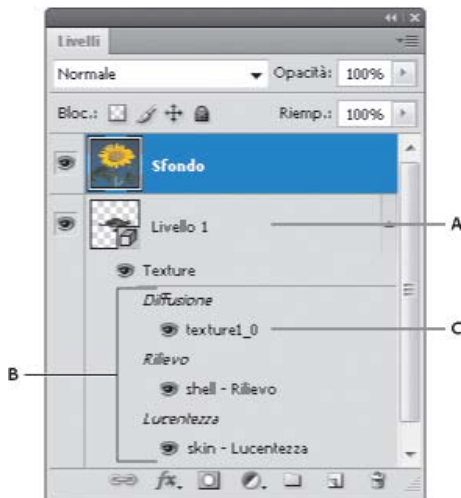 Livelli
Normale Opacità: 100%
Bloc.: Riemp.: 100%
Sfondo
Livello 1
A
Texture
Diffusione
texture1_0
C
Rilievo
B
shell - Rilievo
Lucentezza
skin - Lucentezza
fx.